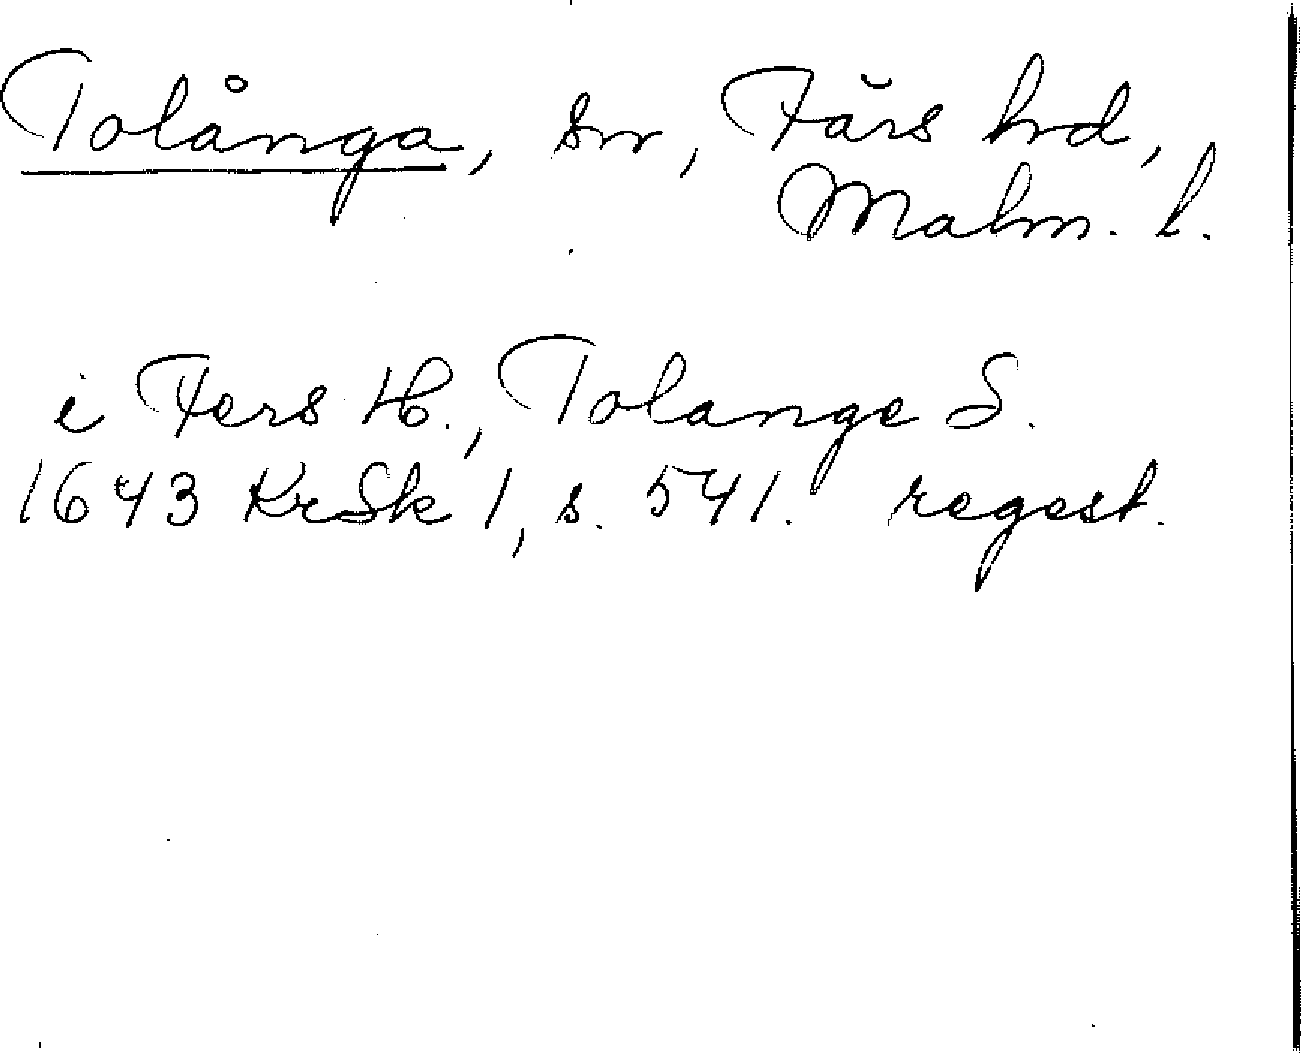 Tolånga, sn, Färs hd,
Malm. l.
i Fers H., Tolange S.
1643 KrSk 1, s. 541. regest.